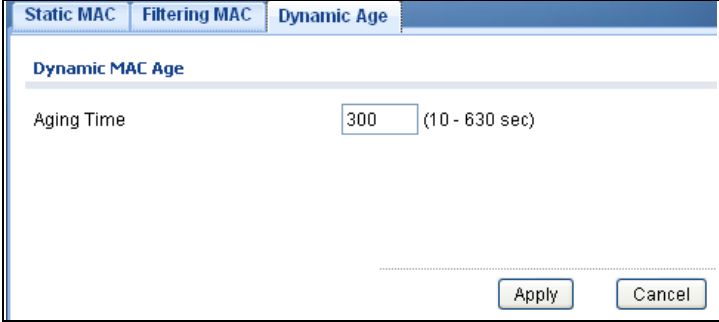 Static MAC Filtering MAC Dynamic Age
Dynamic MAC Age
Aging Time 300 (10 - 630 sec)
Apply Cancel